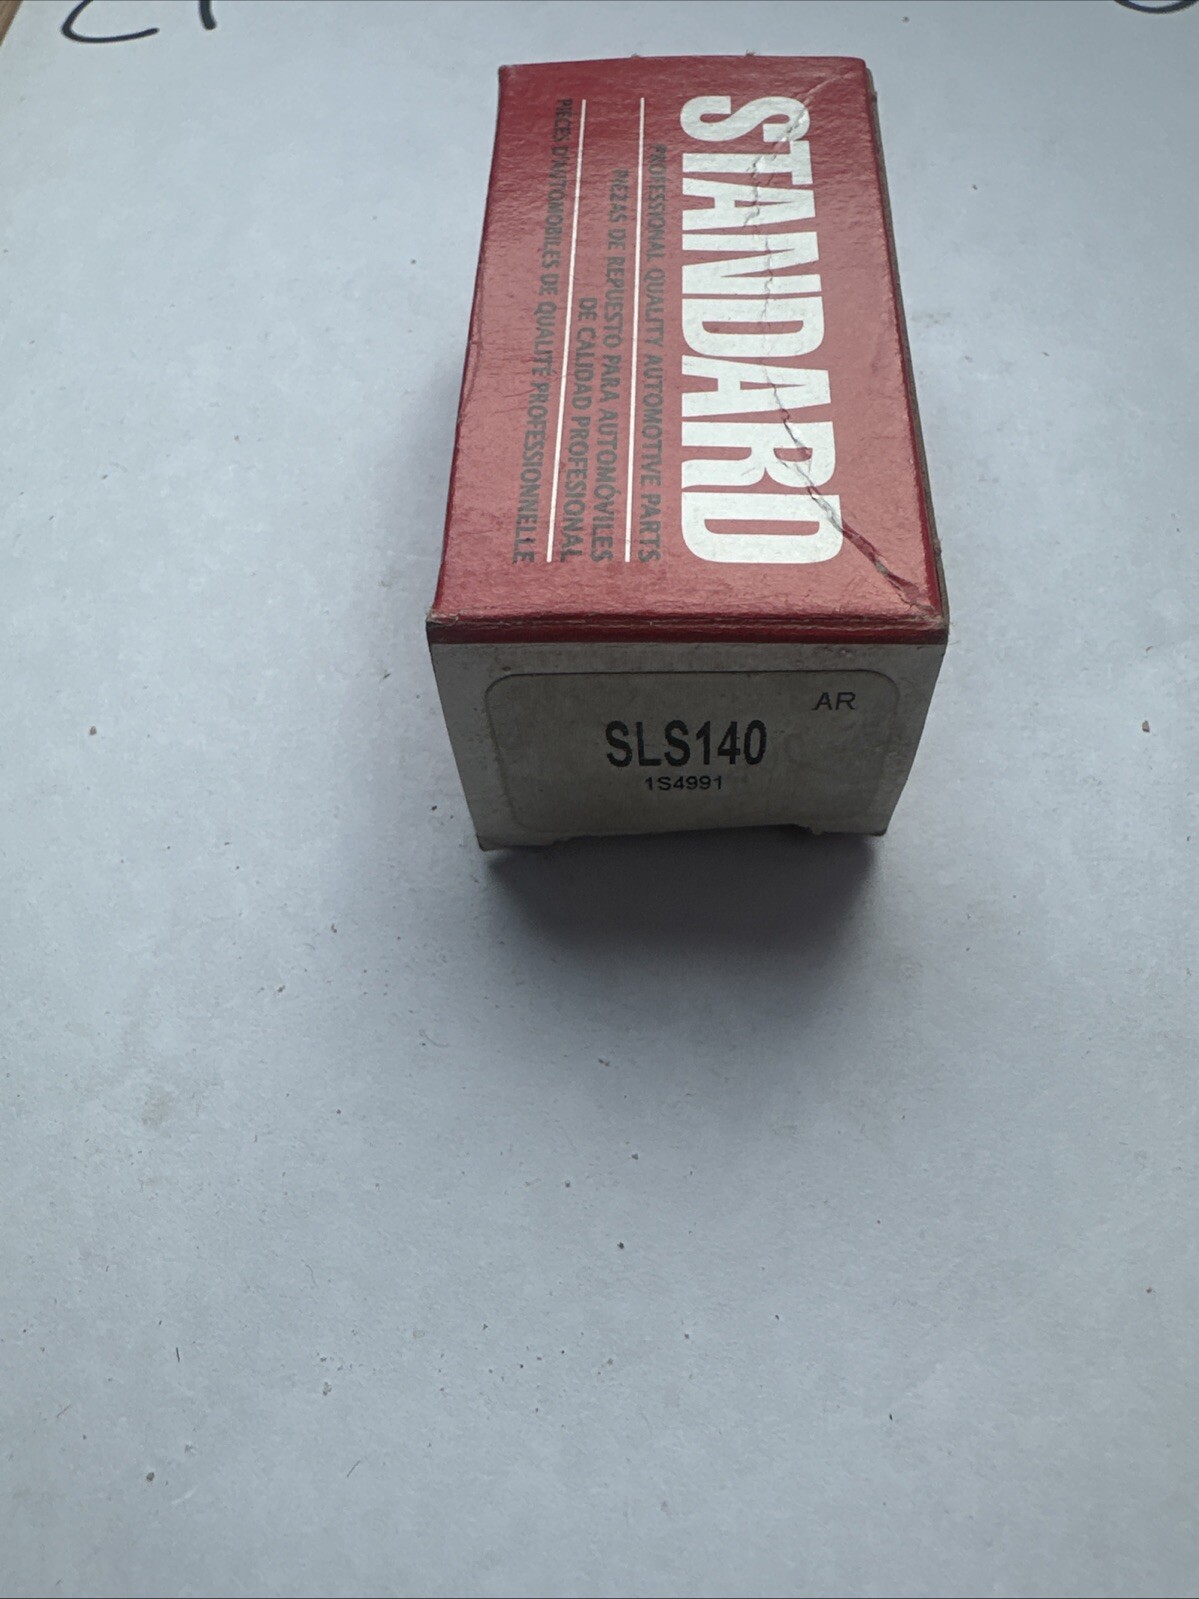 STANDARD
PROFESSIONAL QUALITY AUTOMOTIVE PARTS
PIEZAS DE REPUESTO PARA AUTOMÓVILES
DE CALIDAD PROFESIONAL
PIECES D'AUTOMOBILES DE QUALITÉ PROFESSIONNELLE
AR
SLS140
1S4991